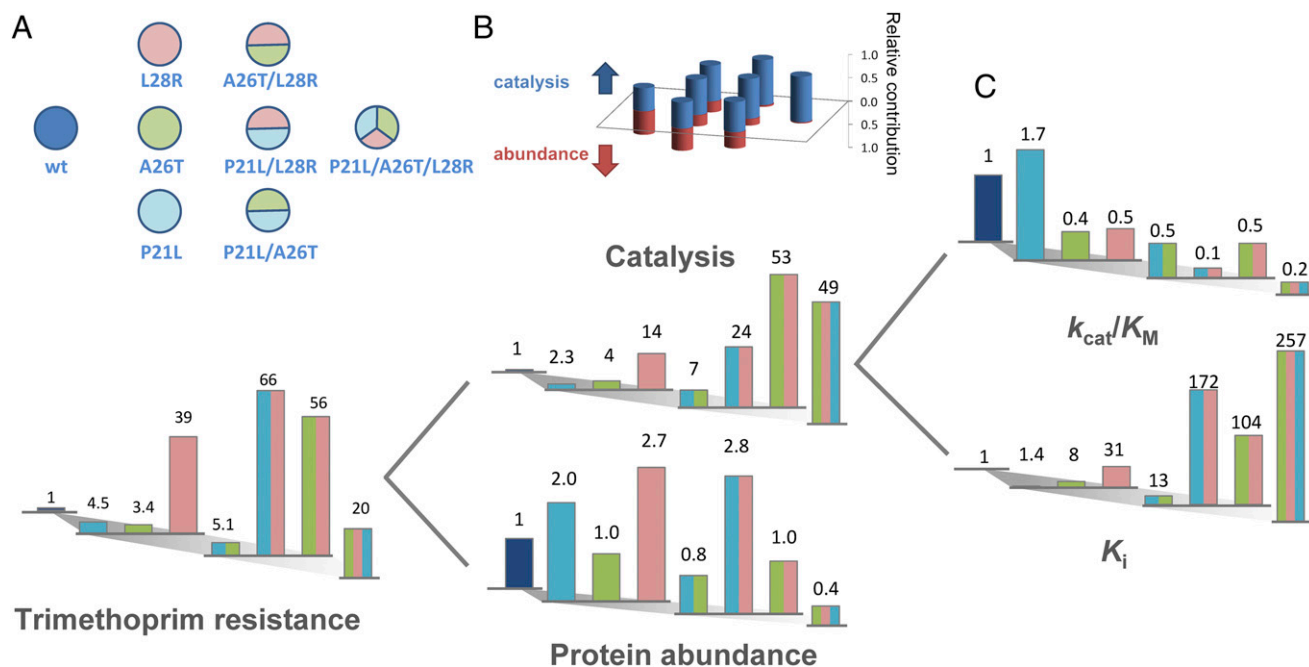 A
L28R
A26T/L28R
wt
A26T
P21L/L28R
P21L/A26T/L28R
P21L
P21L/A26T
B
catalysis
abundance
1.0
0.5
0.0
0.5
1.0
Relative contribution
C
1
1.7
0.4
0.5
0.5
0.1
0.5
0.2
kcat/KM
Catalysis
1
2.3
4
14
7
24
53
49
1
1.4
8
31
13
172
104
257
Ki
1
4.5
3.4
39
5.1
66
56
20
Trimethoprim resistance
1
2.0
1.0
2.7
0.8
2.8
1.0
0.4
Protein abundance